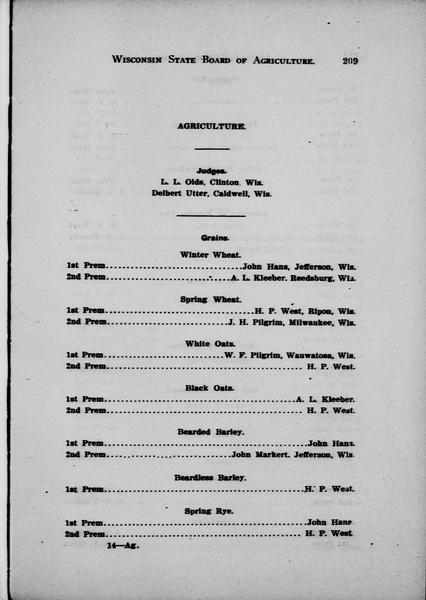 WISCONSIN STATE BOARD OF AGRICULTURE. 209
AGRICULTURE.
Judges.
L. L. Olds, Clinton, Wis.
Delbert Utter, Caldwell, Wis.
Grains.
Winter Wheat.
1st Prem..............................John Hans, Jefferson, Wis.
2nd Prem..............................A. L. Kleeber. Reedsburg, Wis.
Spring Wheat.
1st Prem..............................H. P. West, Ripon, Wis.
2nd Prem..............................J. H. Pilgrim, Milwaukee, Wis.
White Oats.
1st Prem..............................W. F. Pilgrim, Wauwatosa, Wis.
2nd Prem..............................H. P. West.
Black Oats.
1st Prem..............................A. L. Kleeber.
2nd Prem..............................H. P. West.
Bearded Barley.
1st Prem..............................John Hans.
2nd Prem..............................John Markert. Jefferson, Wis.
Beardless Barley.
1st Prem..............................H. P. West.
Spring Rye.
1st Prem..............................John Hans
2nd Prem..............................H. P. West
14—Ag.